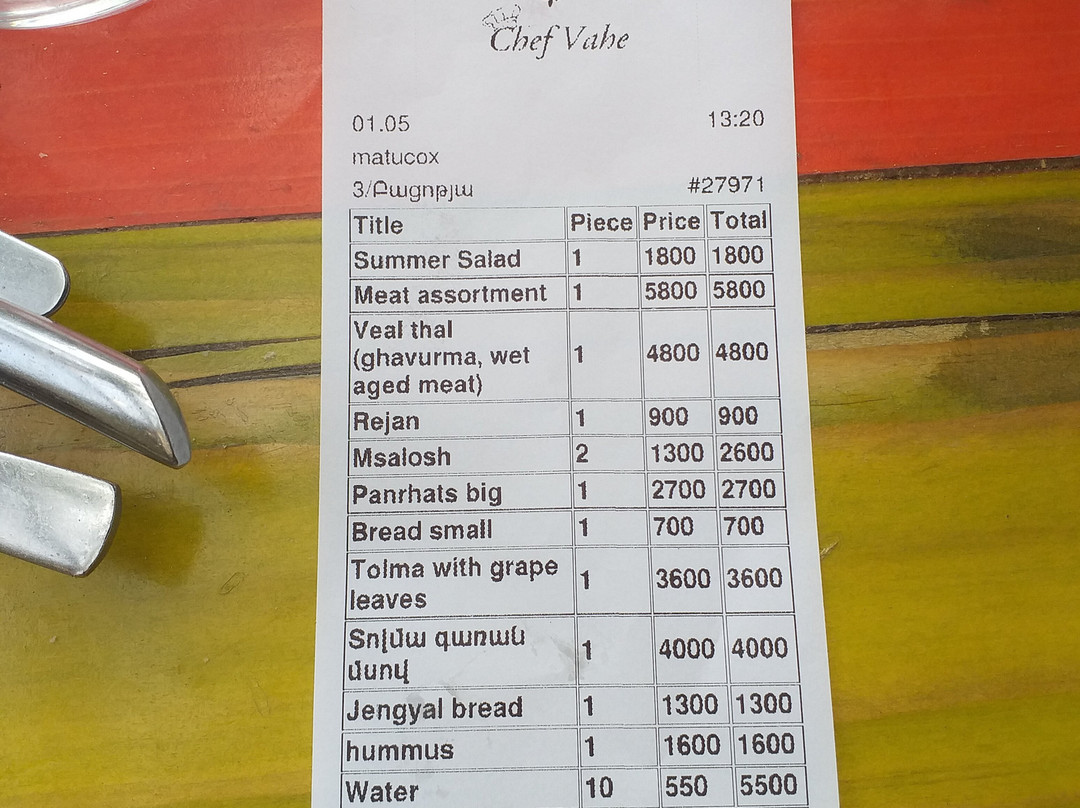 Chef Vahe
01.05 13:20
matucox
3/Բացոթյա #27971
Title Piece Price Total
Summer Salad 1 1800 1800
Meat assortment 1 5800 5800
Veal thal
(ghavurma, wet 1 4800 4800
aged meat)
Rejan 1 900 900
Msalosh 2 1300 2600
Panrhats big 1 2700 2700
Bread small 1 700 700
Tolma with grape
leaves 1 3600 3600
Տոլմա գառան
մսով 1 4000 4000
Jengyal bread 1 1300 1300
hummus 1 1600 1600
Water 10 550 5500